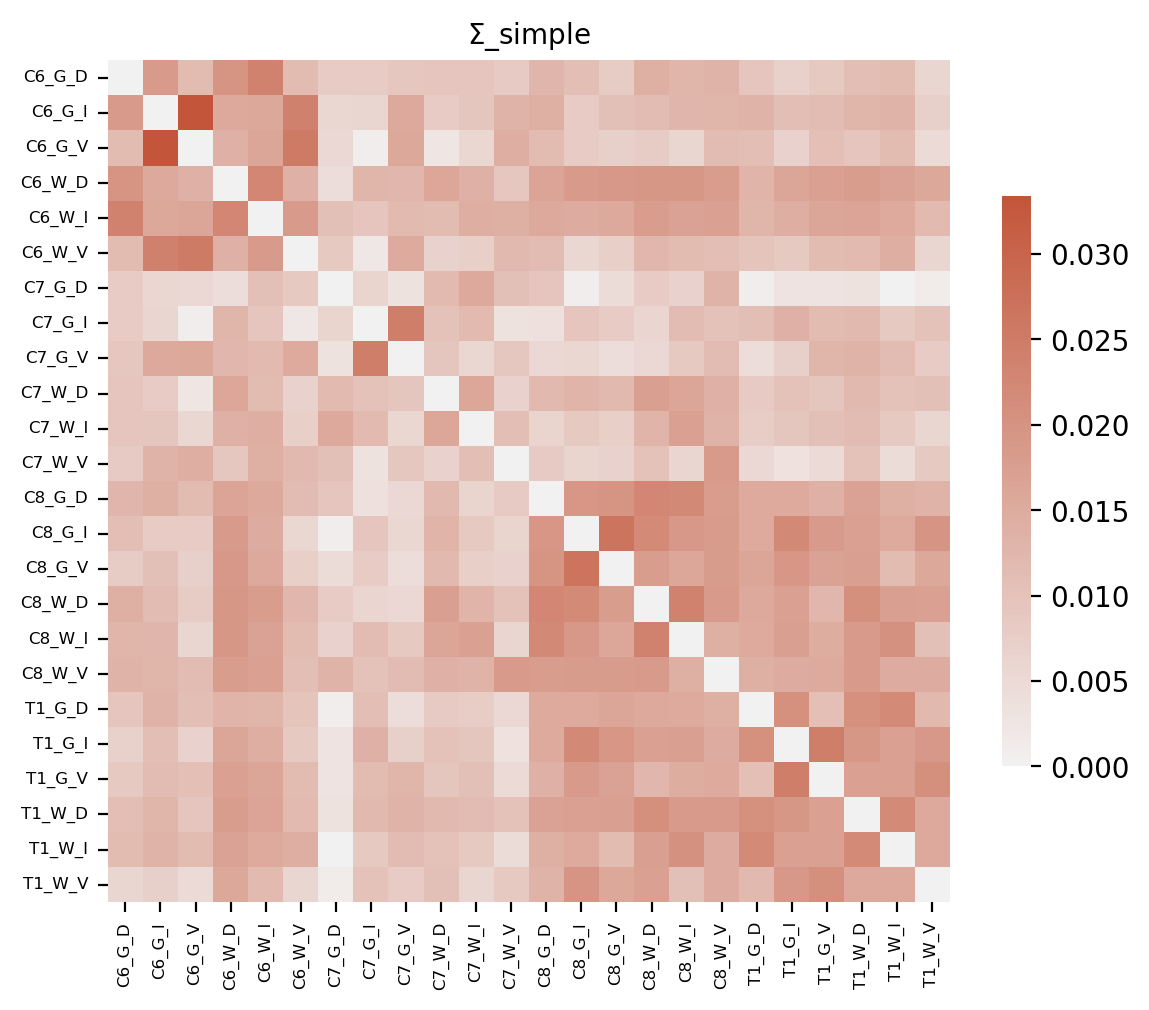 Σ_simple
C6_G_D
C6_G_I
C6_G_V
C6_W_D
C6_W_I
C6_W_V
C7_G_D
C7_G_I
C7_G_V
C7_W_D
C7_W_I
C7_W_V
C8_G_D
C8_G_I
C8_G_V
C8_W_D
C8_W_I
C8_W_V
T1_G_D
T1_G_I
T1_G_V
T1_W_D
T1_W_I
T1_W_V
C6_G_D C6_G_I C6_G_V C6_W_D C6_W_I C6_W_V C7_G_D C7_G_I C7_G_V C7_W_D C7_W_I C7_W_V C8_G_D C8_G_I C8_G_V C8_W_D C8_W_I C8_W_V T1_G_D T1_G_I T1_G_V T1_W_D T1_W_I T1_W_V
0.030
0.025
0.020
0.015
0.010
0.005
0.000